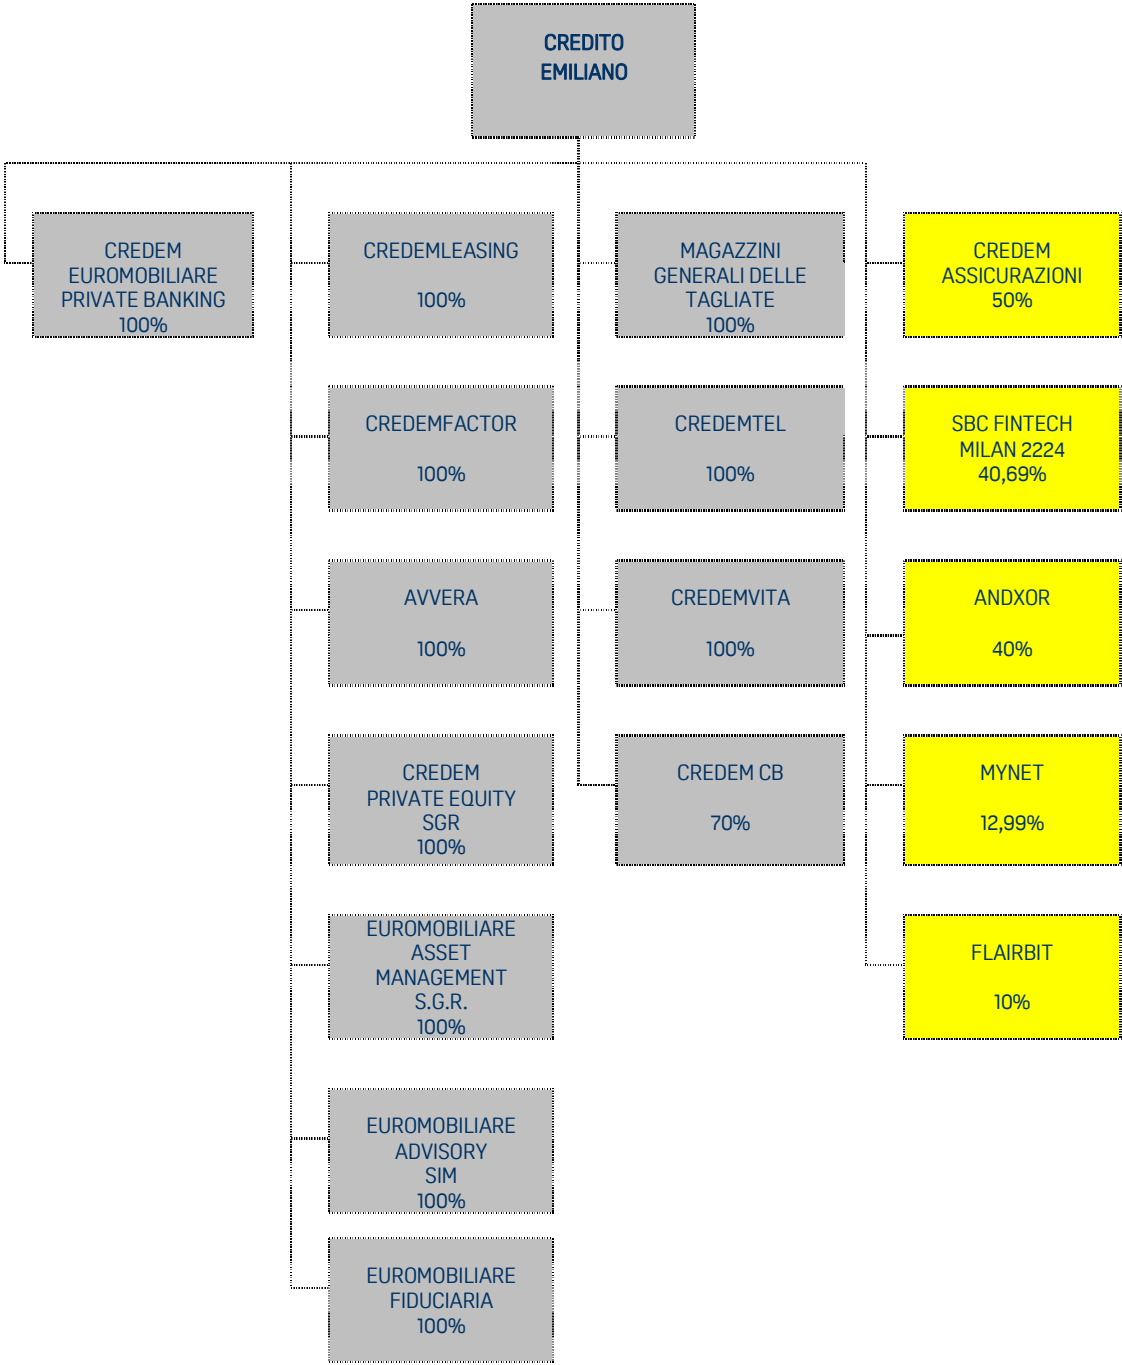 CREDITO
EMILIANO
CREDEM
EUROMOBILIARE
PRIVATE BANKING
100%
CREDEMLEASING
100%
MAGAZZINI
GENERALI DELLE
TAGLIATE
100%
CREDEM
ASSICURAZIONI
50%
CREDEMFACTOR
100%
CREDEMTEL
100%
SBC FINTECH
MILAN 2224
40,69%
AVVERA
100%
CREDEMVITA
100%
ANDXOR
40%
CREDEM
PRIVATE EQUITY
SGR
100%
CREDEM CB
70%
MYNET
12,99%
EUROMOBILIARE
ASSET
MANAGEMENT
S.G.R.
100%
FLAIRBIT
10%
EUROMOBILIARE
ADVISORY
SIM
100%
EUROMOBILIARE
FIDUCIARIA
100%